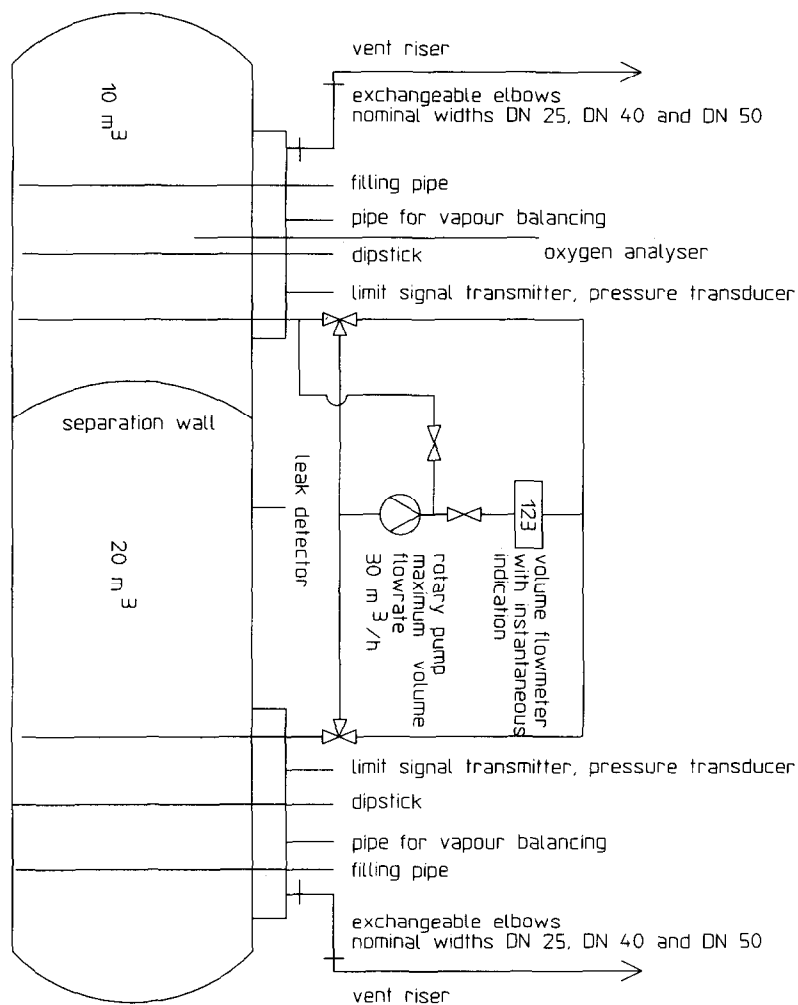 vent riser
exchangeable elbows
nominal widths DN 25, DN 40 and DN 50
10 m³
filling pipe
pipe for vapour balancing
oxygen analyser
dipstick
limit signal transmitter, pressure transducer
separation wall
leak detector
20 m³
123
rotary pump
maximum volume
flowrate
30 m³/h
volume flowmeter
with instantaneous
indication
limit signal transmitter, pressure transducer
dipstick
pipe for vapour balancing
filling pipe
exchangeable elbows
nominal widths DN 25, DN 40 and DN 50
vent riser